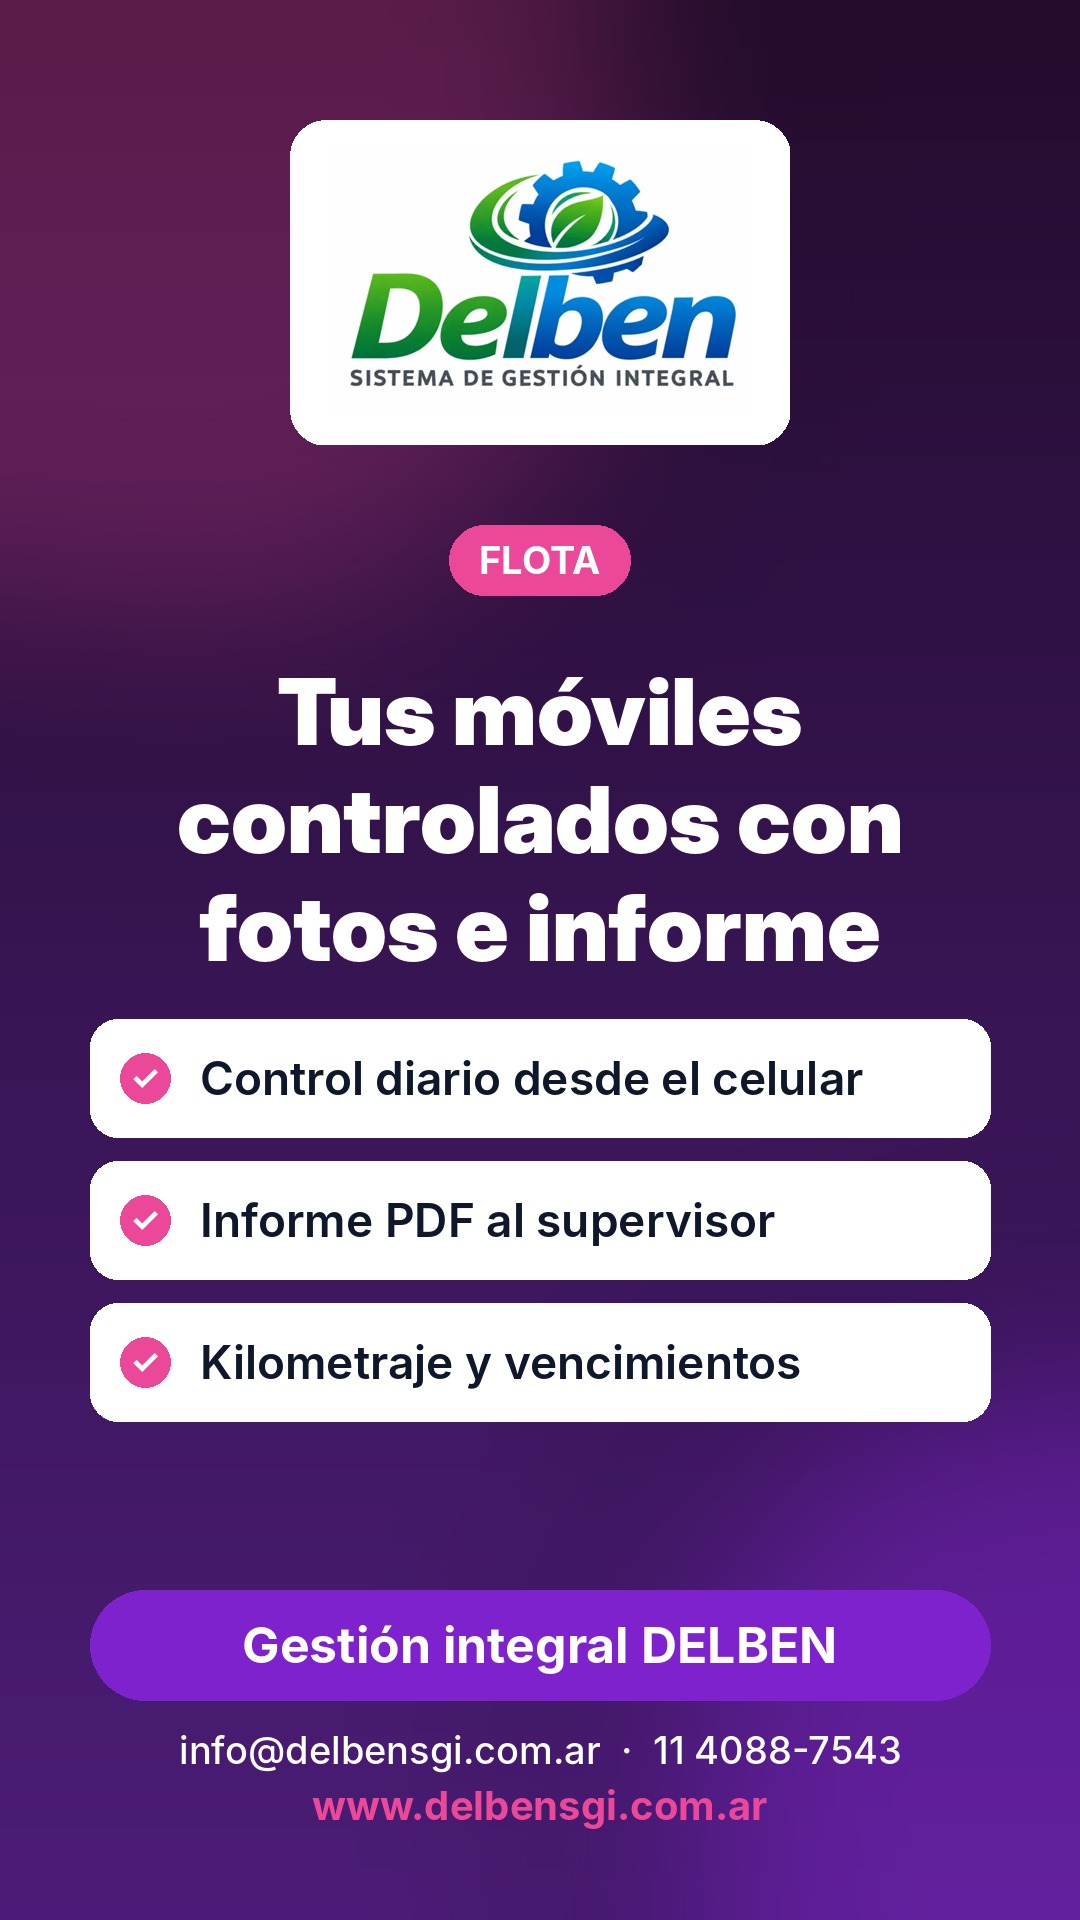 Delben
SISTEMA DE GESTIÓN INTEGRAL
FLOTA
Tus móviles
controlados con
fotos e informe
Control diario desde el celular
Informe PDF al supervisor
Kilometraje y vencimientos
Gestión integral DELBEN
info@delbensgi.com.ar · 11 4088-7543
www.delbensgi.com.ar